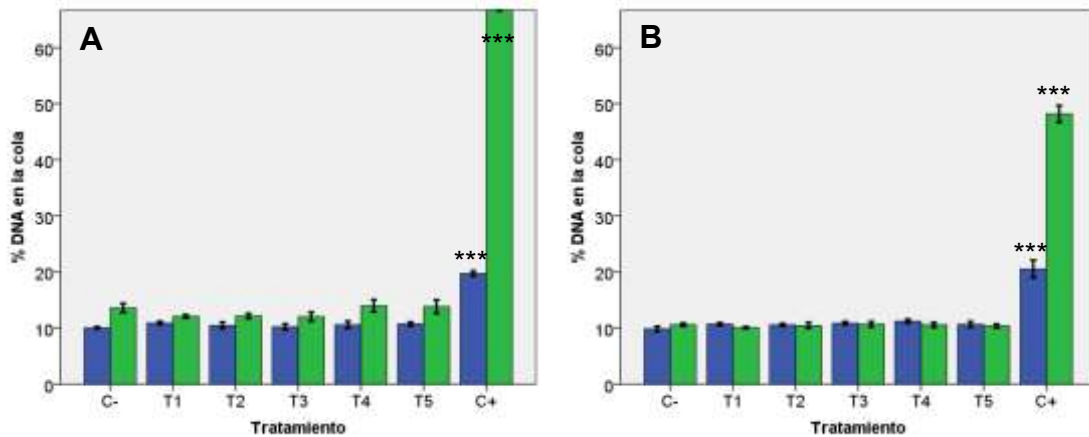 A
***
***
60
50
40
30
20
10
0
% DNA en la cola
C- T1 T2 T3 T4 T5 C+
Tratamiento
B
***
***
60
50
40
30
20
10
0
% DNA en la cola
C- T1 T2 T3 T4 T5 C+
Tratamiento